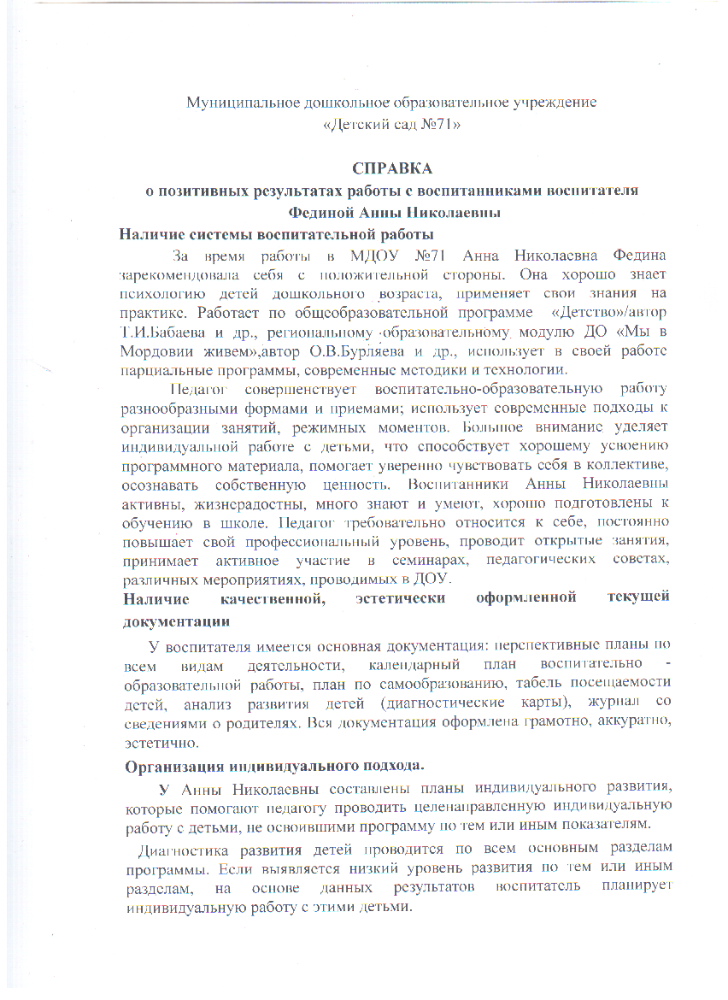 Муниципальное дошкольное образовательное учреждение
«Детский сад №71»
СПРАВКА
о позитивных результатах работы с воспитанниками воспитателя
Фединой Анны Николаевны
Наличие системы воспитательной работы
За время работы в МДОУ №71 Анна Николаевна Федина
зарекомендовала себя с положительной стороны. Она хорошо знает
психологию детей дошкольного возраста, применяет свои знания на
практике. Работает по общеобразовательной программе «Детство»/автор
Т.И.Бабаева и др., региональному образовательному модулю ДО «Мы в
Мордовии живем»,автор О.В.Бурляева и др., использует в своей работе
парциальные программы, современные методики и технологии.
Педагог совершенствует воспитательно-образовательную работу
разнообразными формами и приемами; использует современные подходы к
организации занятий, режимных моментов. Большое внимание уделяет
индивидуальной работе с детьми, что способствует хорошему усвоению
программного материала, помогает уверенно чувствовать себя в коллективе,
осознавать собственную ценность. Воспитанники Анны Николаевны
активны, жизнерадостны, много знают и умеют, хорошо подготовлены к
обучению в школе. Педагог требовательно относится к себе, постоянно
повышает свой профессиональный уровень, проводит открытые занятия,
принимает активное участие в семинарах, педагогических советах,
различных мероприятиях, проводимых в ДОУ.
Наличие качественной, эстетически оформленной текущей
документации
У воспитателя имеется основная документация: перспективные планы по
всем видам деятельности, календарный план воспитательно -
образовательной работы, план по самообразованию, табель посещаемости
детей, анализ развития детей (диагностические карты), журнал со
сведениями о родителях. Вся документация оформлена грамотно, аккуратно,
эстетично.
Организация индивидуального подхода.
У Анны Николаевны составлены планы индивидуального развития,
которые помогают педагогу проводить целенаправленную индивидуальную
работу с детьми, не освоившими программу по тем или иным показателям.
Диагностика развития детей проводится по всем основным разделам
программы. Если выявляется низкий уровень развития по тем или иным
разделам, на основе данных результатов воспитатель планирует
индивидуальную работу с этими детьми.